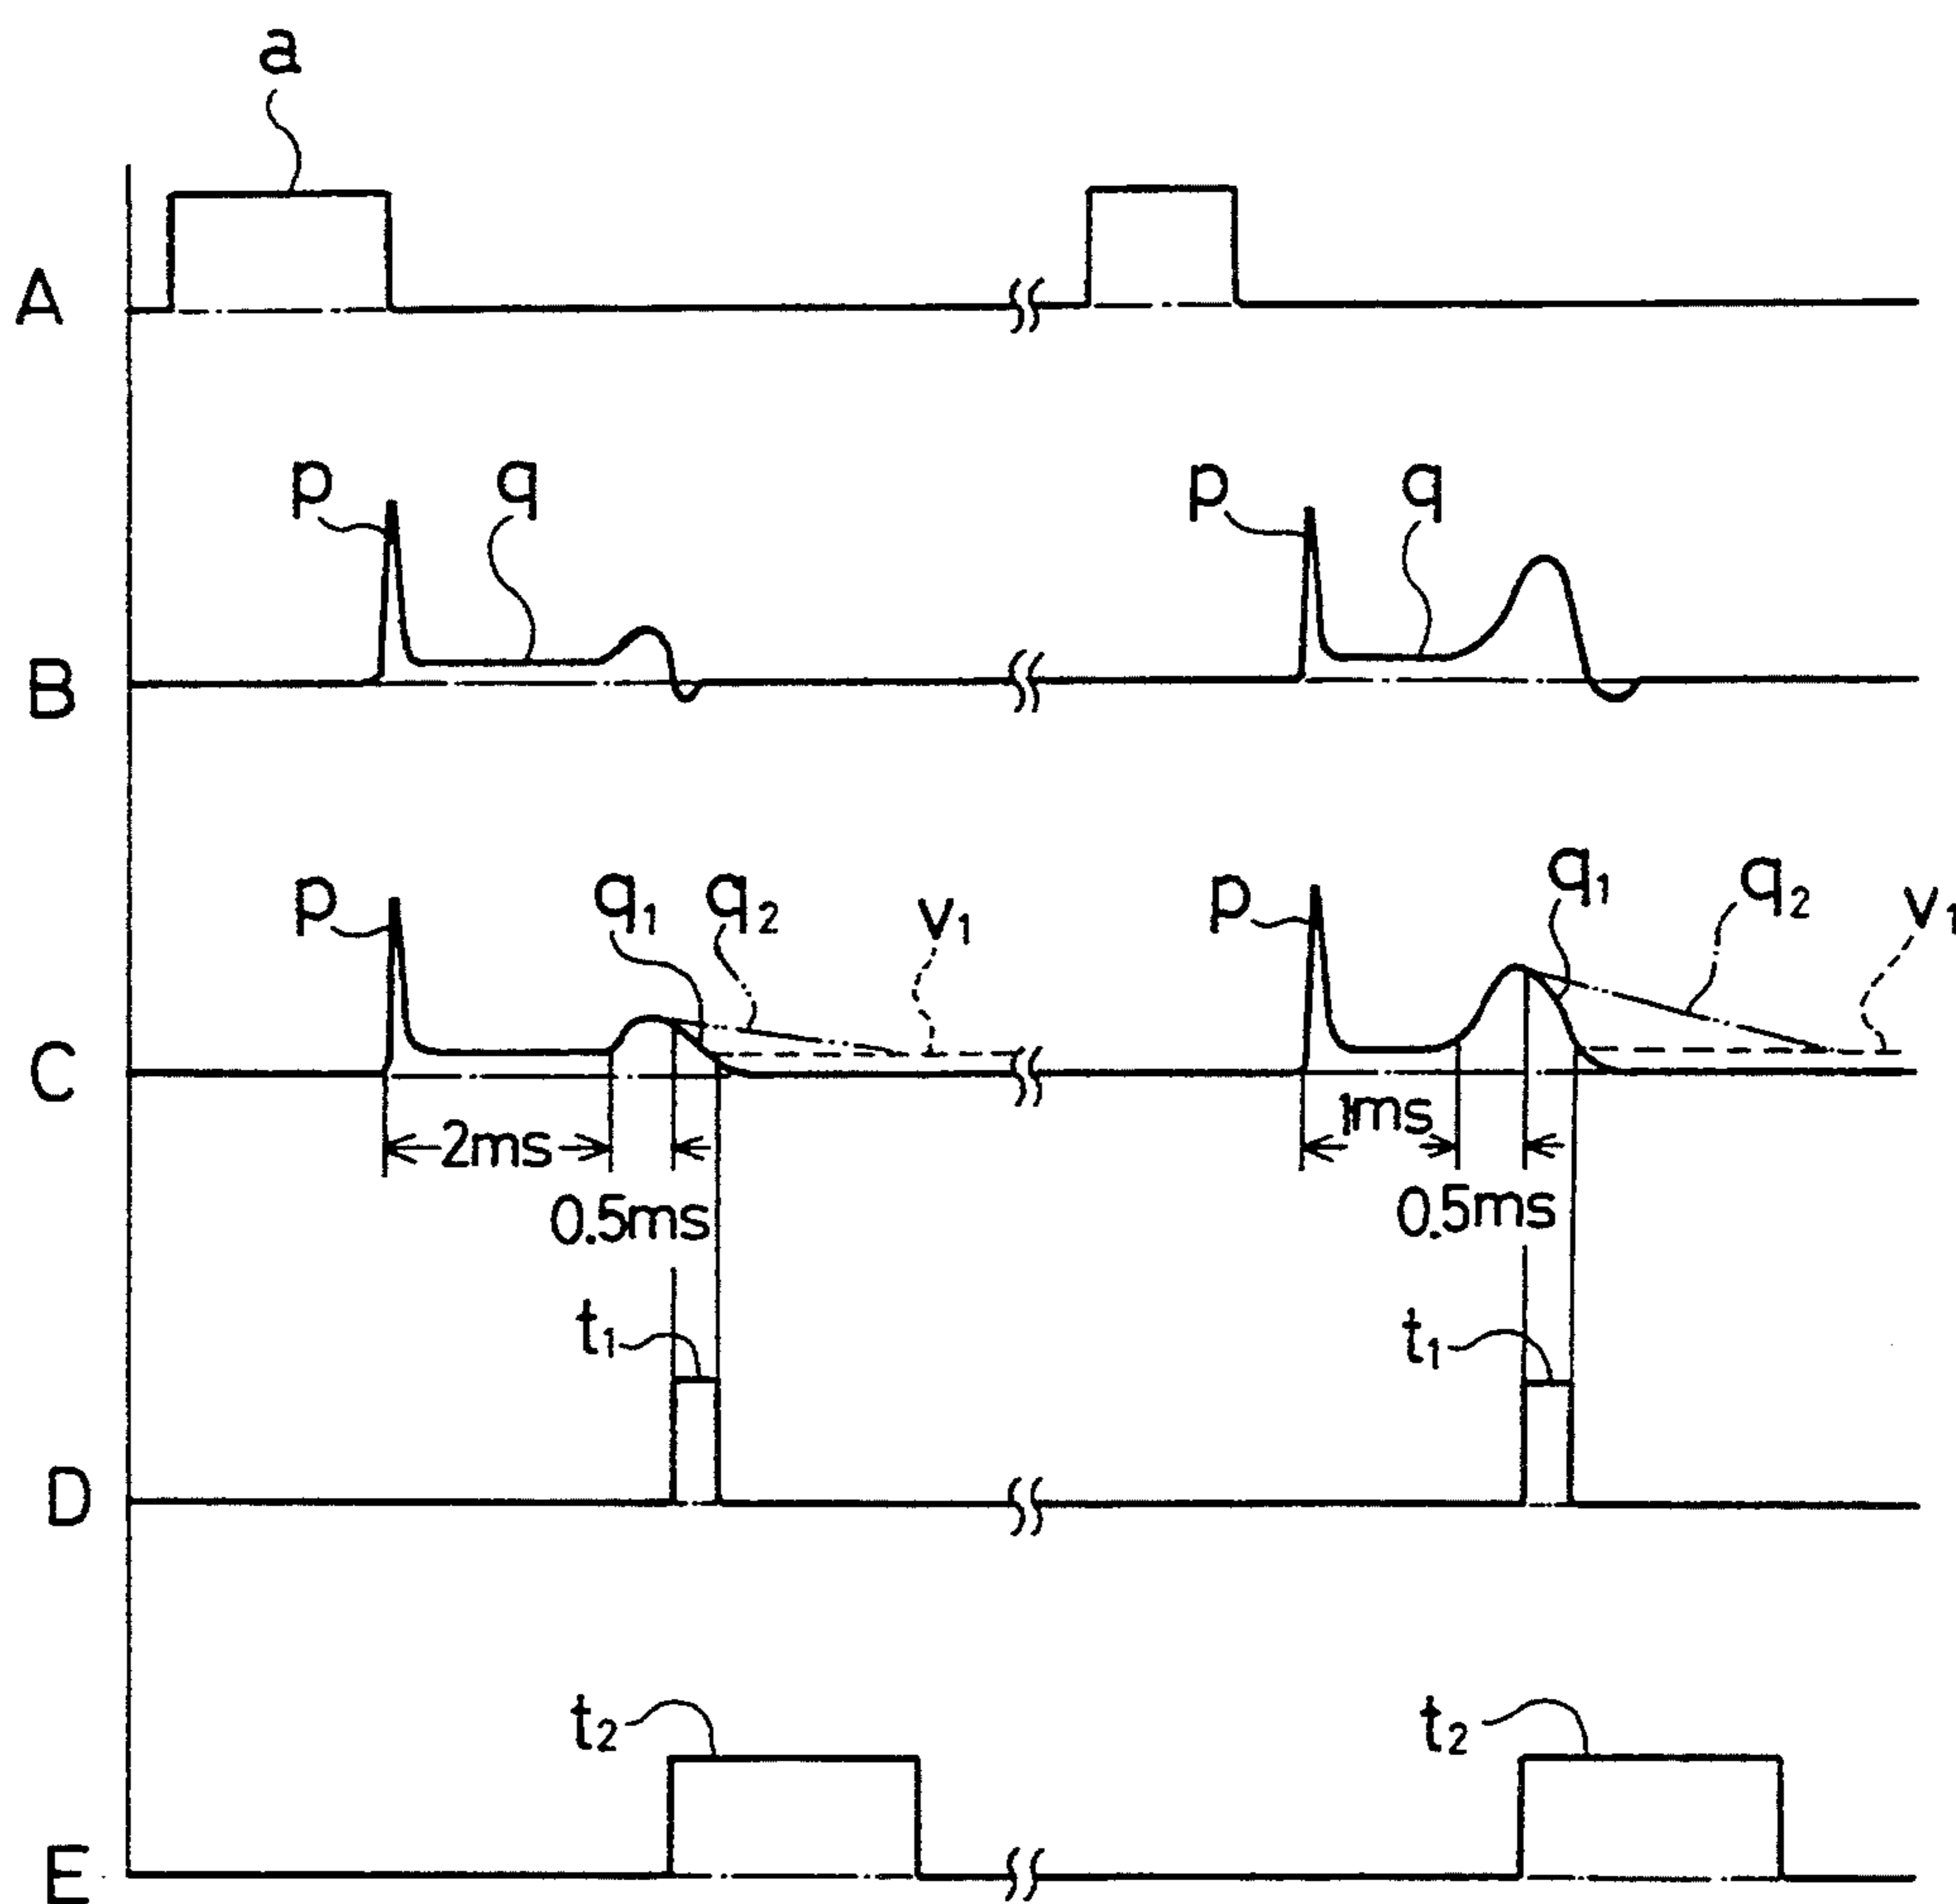 a
A
p q p q
B
p q₁ q₂ v₁ p q₁ q₂ v₁
C
2ms 1ms
0.5ms 0.5ms
t₁ t₁
D
t₂ t₂
E